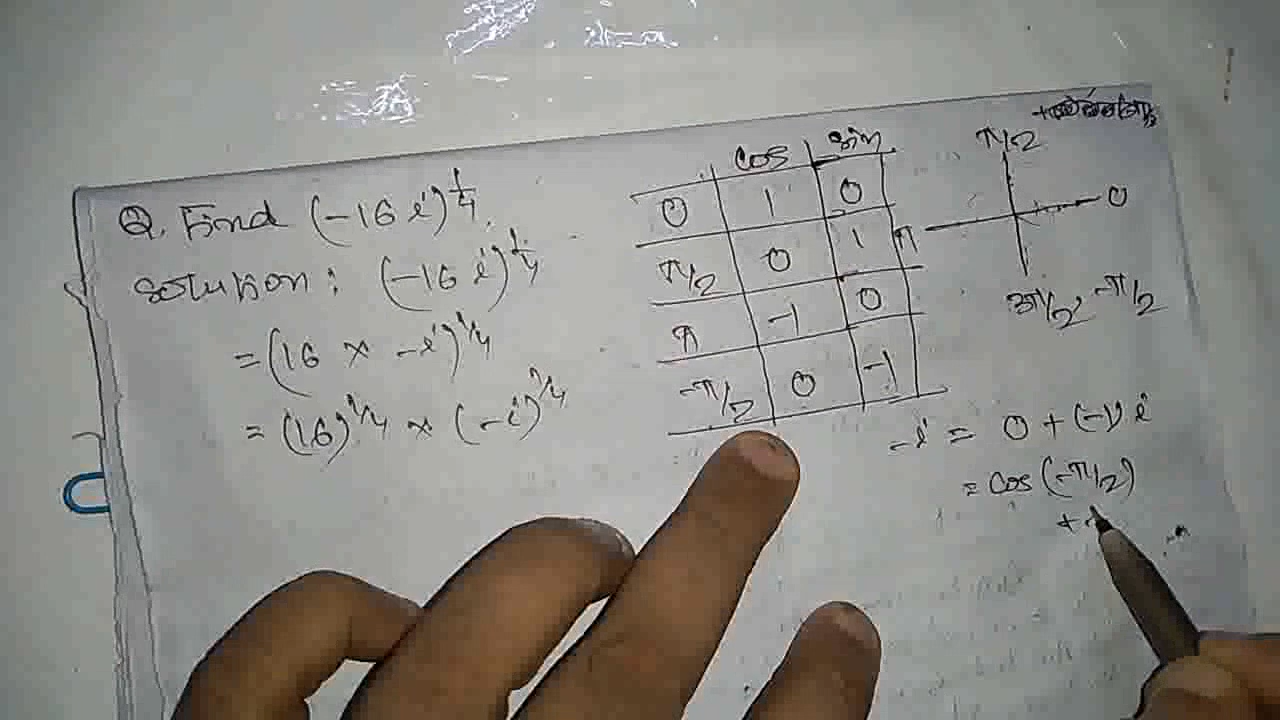 Q. Find (-16 i)^1/4.
Solution : (-16 i)^1/4
= (16 × -i)^1/4
= (16)^1/4 × (-i)^1/4
cos sin
0 1 0
π/2 0 1
π -1 0
-π/2 0 -1
π/2
π 0
3π/2, -π/2
-i = 0 + (-1) i
= cos (-π/2)
+